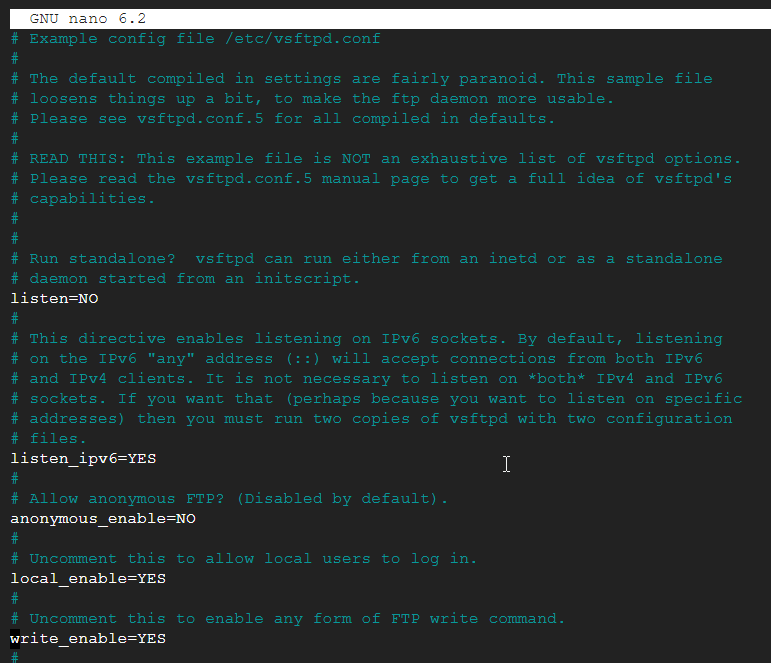 GNU nano 6.2
# Example config file /etc/vsftpd.conf
#
# The default compiled in settings are fairly paranoid. This sample file
# loosens things up a bit, to make the ftp daemon more usable.
# Please see vsftpd.conf.5 for all compiled in defaults.
#
# READ THIS: This example file is NOT an exhaustive list of vsftpd options.
# Please read the vsftpd.conf.5 manual page to get a full idea of vsftpd's
# capabilities.
#
#
# Run standalone?  vsftpd can run either from an inetd or as a standalone
# daemon started from an initscript.
listen=NO
#
# This directive enables listening on IPv6 sockets. By default, listening
# on the IPv6 "any" address (::) will accept connections from both IPv6
# and IPv4 clients. It is not necessary to listen on *both* IPv4 and IPv6
# sockets. If you want that (perhaps because you want to listen on specific
# addresses) then you must run two copies of vsftpd with two configuration
# files.
listen_ipv6=YES
#
# Allow anonymous FTP? (Disabled by default).
anonymous_enable=NO
#
# Uncomment this to allow local users to log in.
local_enable=YES
#
# Uncomment this to enable any form of FTP write command.
write_enable=YES
#